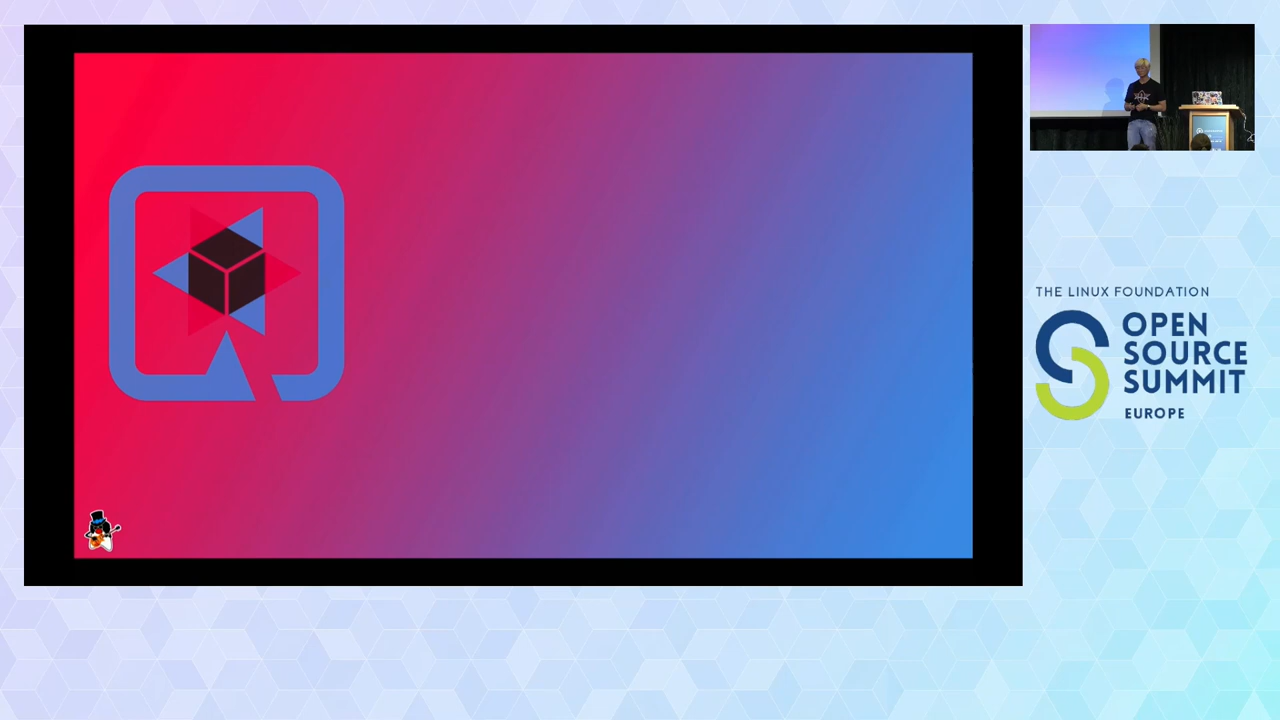 THE LINUX FOUNDATION
OPEN
SOURCE
SUMMIT
EUROPE